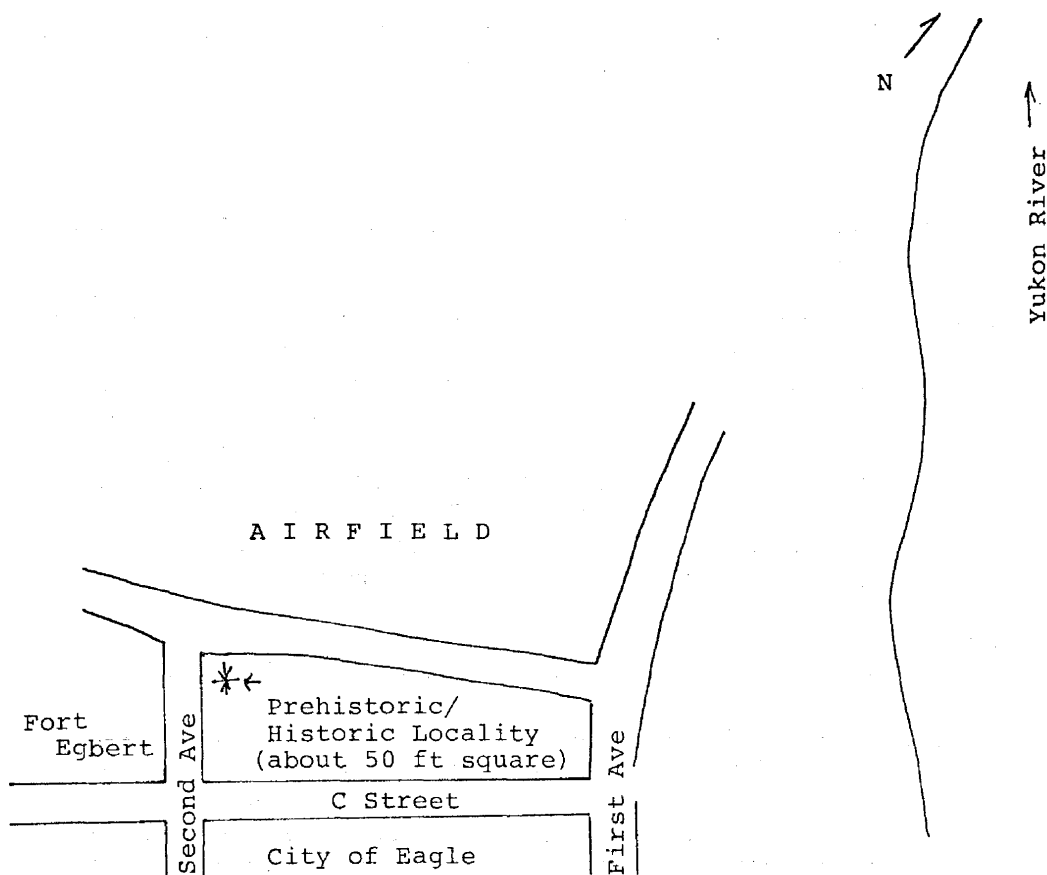 N
Yukon River
A I R F I E L D
Prehistoric/
Historic Locality
(about 50 ft square)
Fort
Egbert
Second Ave
First Ave
C Street
City of Eagle